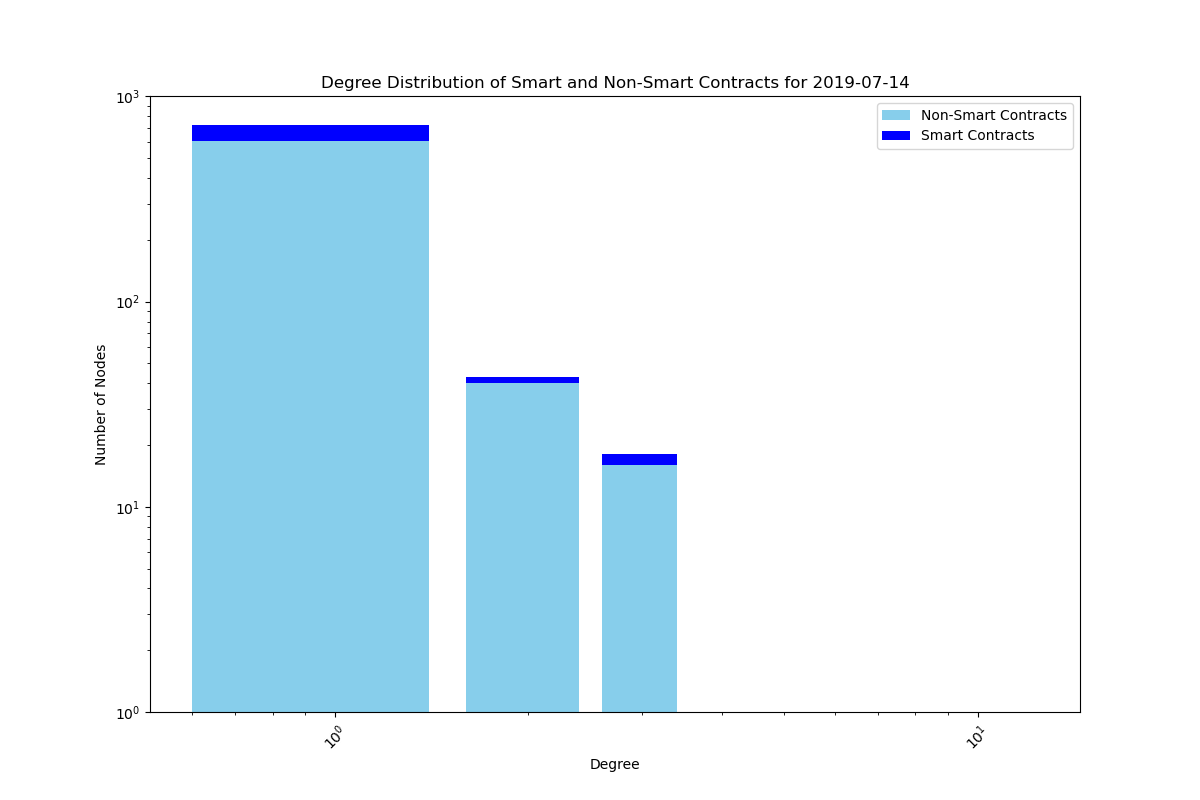 Degree Distribution of Smart and Non-Smart Contracts for 2019-07-14
Non-Smart Contracts
Smart Contracts
10³
10²
10¹
10⁰
Number of Nodes
10⁰
10¹
Degree